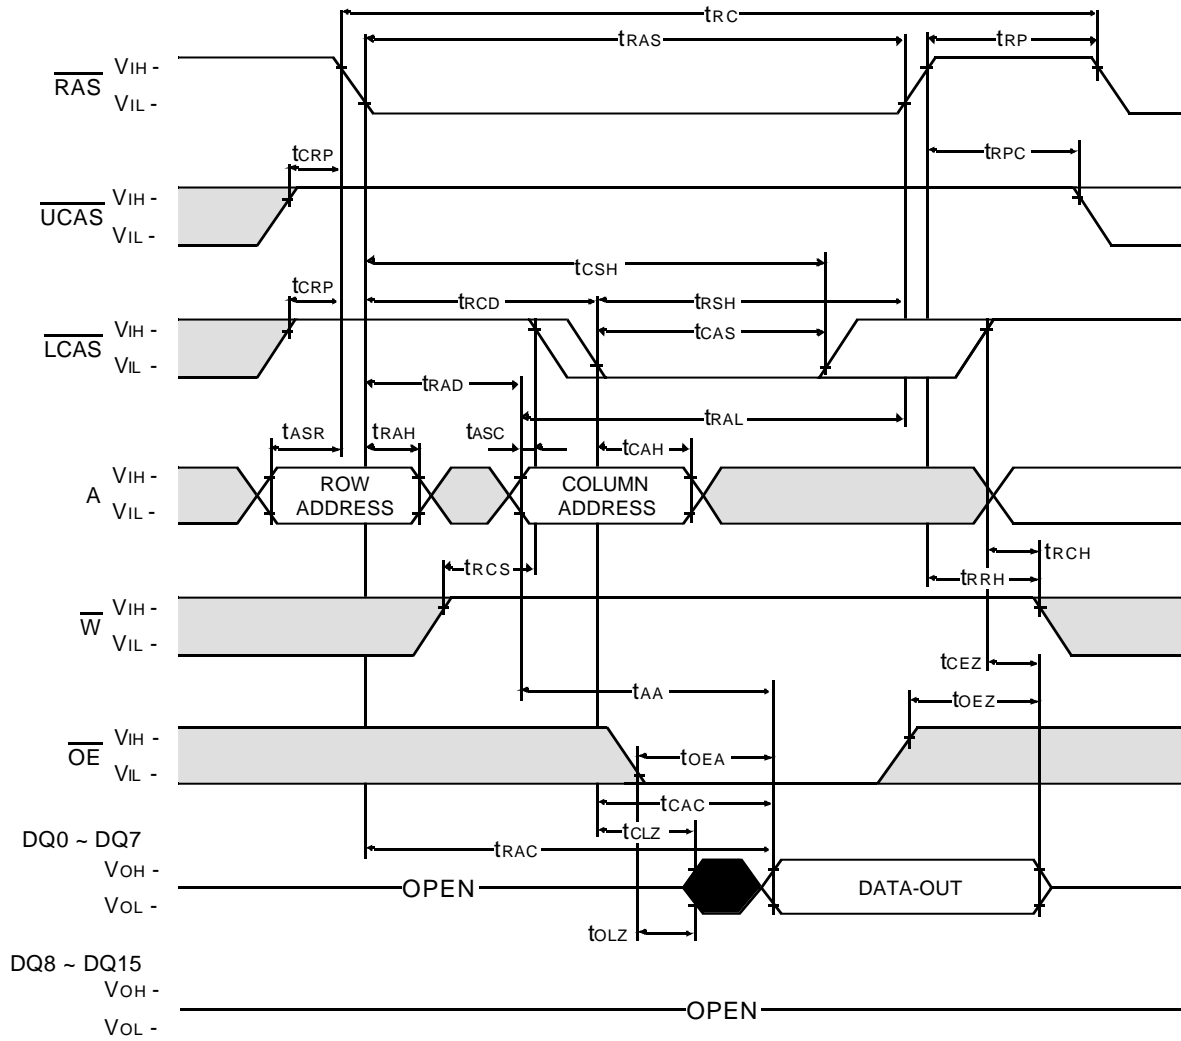 tRC
tRAS
tRP
RAS
VIH -
VIL -
tCRP
tRPC
UCAS
VIH -
VIL -
tCSH
tCRP
tRCD
tRSH
LCAS
VIH -
VIL -
tCAS
tRAD
tRAL
tASR
tRAH
tASC
tCAH
A
VIH -
VIL -
ROW
ADDRESS
COLUMN
ADDRESS
tRCH
tRCS
tRRH
W
VIH -
VIL -
tCEZ
tAA
tOEZ
OE
VIH -
VIL -
tOEA
tCAC
tCLZ
tRAC
DQ0 ~ DQ7
VOH -
VOL -
OPEN
DATA-OUT
tOLZ
DQ8 ~ DQ15
VOH -
VOL -
OPEN